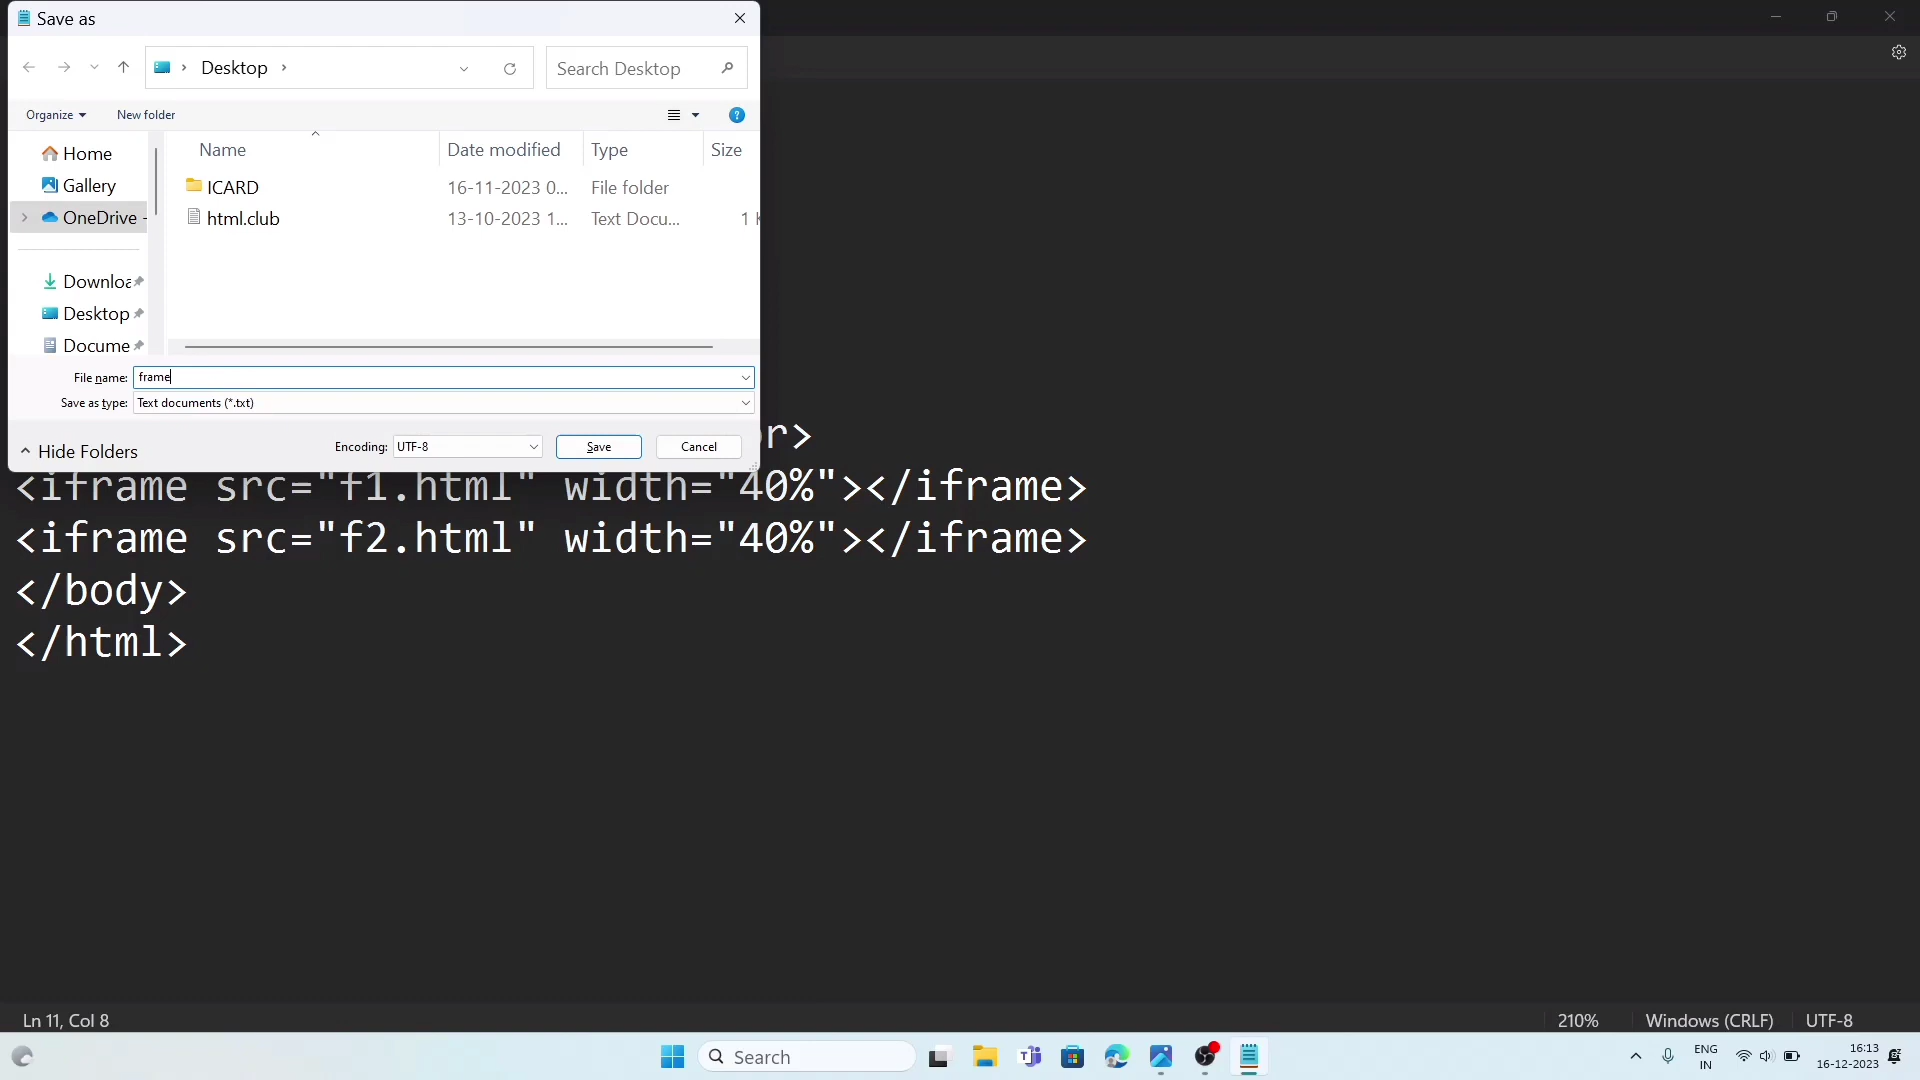 Save as
Desktop
Search Desktop
Organize
New folder
Home
Gallery
OneDrive -
Desktop
Name
Date modified
Type
Size
ICARD
16-11-2023 0...
File folder
html.club
13-10-2023 1...
Text Docu...
1
File name:
frame
Save as type:
Text documents (*.txt)
Hide Folders
Encoding:
UTF-8
Save
Cancel
r>
<iframe src="f1.html" width="40%"></iframe>
<iframe src="f2.html" width="40%"></iframe>
</body>
</html>
Ln 11, Col 8
210%
Windows (CRLF)
UTF-8
Search
ENG
IN
16:13
16-12-2023